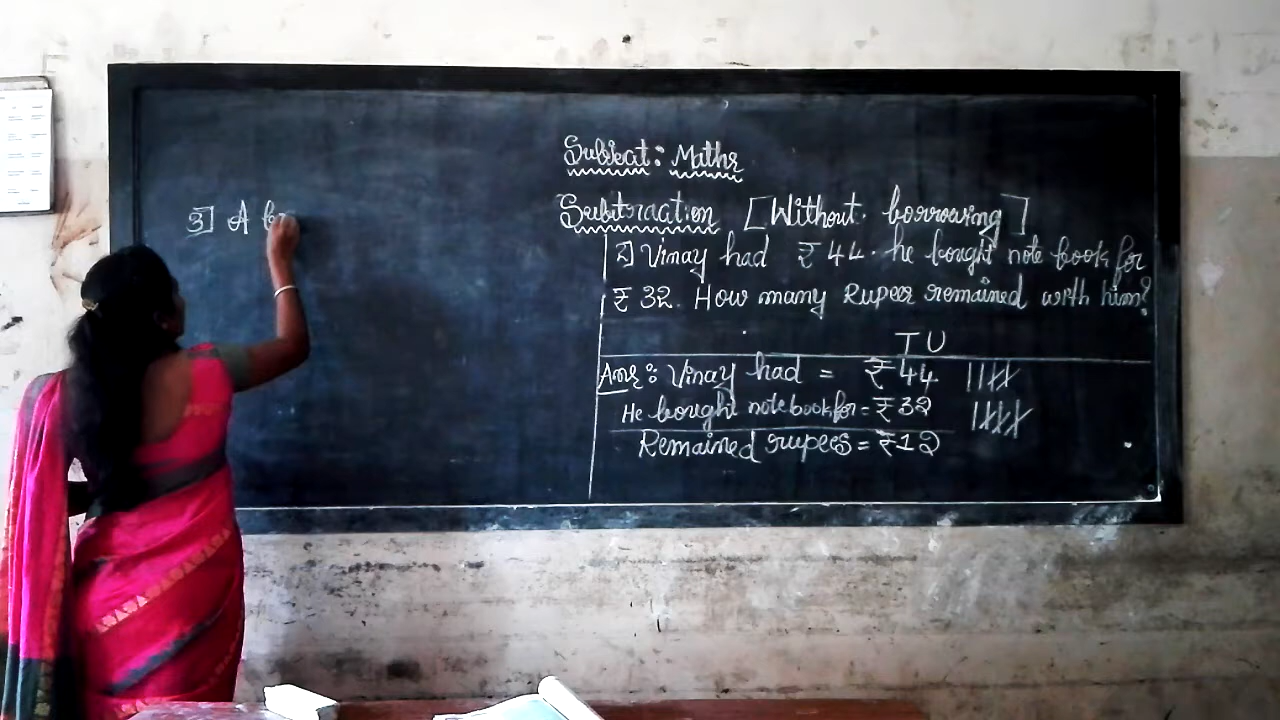 Subject : Maths
Subtraction [Without borrowing]
2] Vinay had ₹ 44. he bought note book for
₹ 32. How many Rupees remained with him?
T U
Ans : Vinay had = ₹ 44
He bought note book for = ₹ 32
Remained rupees = ₹ 12
3] A